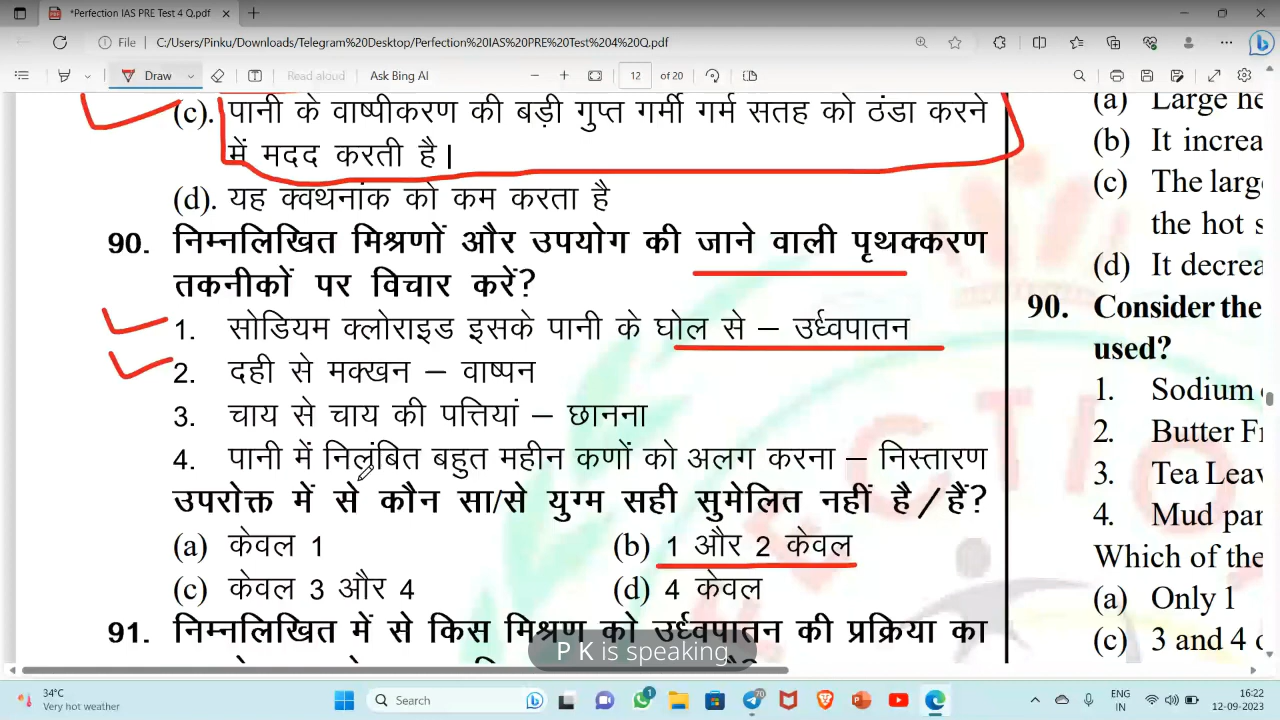 *Perfection IAS PRE Test 4 Q.pdf
File C:/Users/Pinku/Downloads/Telegram%20Desktop/Perfection%20IAS%20PRE%20Test%204%20Q.pdf
Draw Read aloud Ask Bing AI 12 of 20
(c). पानी के वाष्पीकरण की बड़ी गुप्त गर्मी गर्म सतह को ठंडा करने
में मदद करती है।
(d). यह क्वथनांक को कम करता है
90. निम्नलिखित मिश्रणों और उपयोग की जाने वाली पृथक्करण
तकनीकों पर विचार करें?
1. सोडियम क्लोराइड इसके पानी के घोल से – उर्ध्वपातन
2. दही से मक्खन – वाष्पन
3. चाय से चाय की पत्तियां – छानना
4. पानी में निलंबित बहुत महीन कणों को अलग करना – निस्तारण
उपरोक्त में से कौन सा/से युग्म सही सुमेलित नहीं है/हैं?
(a) केवल 1 (b) 1 और 2 केवल
(c) केवल 3 और 4 (d) 4 केवल
91. निम्नलिखित में से किस मिश्रण को उर्ध्वपातन की प्रक्रिया का
(a) Large he
(b) It increa
(c) The larg
the hot s
(d) It decrea
90. Consider the
used?
1. Sodium
2. Butter Fr
3. Tea Leav
4. Mud par
Which of the
(a) Only 1
(c) 3 and 4
P K is speaking
34°C
Very hot weather
Search
1
70
ENG
IN
16:22
12-09-2023